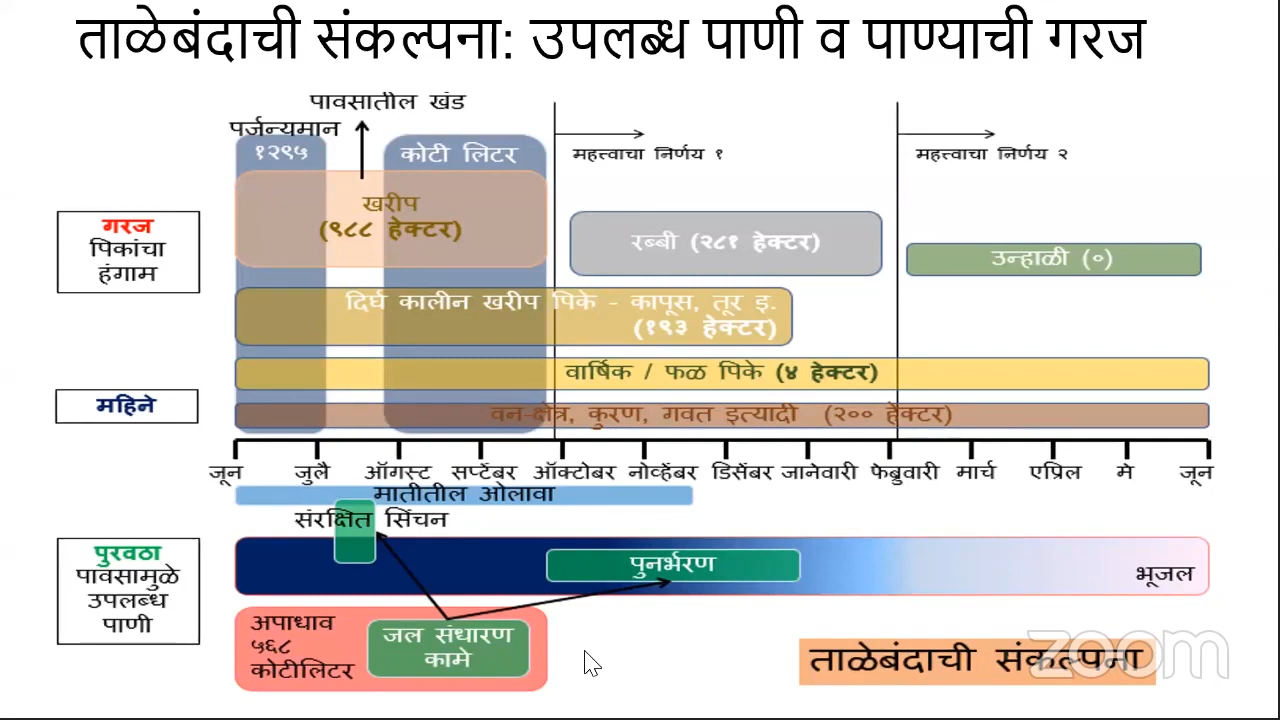 ताळेबंदाची संकल्पना: उपलब्ध पाणी व पाण्याची गरज
पावसातील खंड
पर्जन्यमान
१२९५ कोटी लिटर
महत्त्वाचा निर्णय १
महत्त्वाचा निर्णय २
खरीप
(९८८ हेक्टर)
गरज
पिकांचा
हंगाम
रब्बी (२८१ हेक्टर)
उन्हाळी (०)
दिर्घ कालीन खरीप पिके - कापूस, तूर इ.
(१९३ हेक्टर)
वार्षिक / फळ पिके (४ हेक्टर)
महिने
वन-क्षेत्र, कुरण, गवत इत्यादी (२०० हेक्टर)
जून जुलै ऑगस्ट सप्टेंबर ऑक्टोबर नोव्हेंबर डिसेंबर जानेवारी फेब्रुवारी मार्च एप्रिल मे जून
मातीतील ओलावा
संरक्षित सिंचन
पुरवठा
पावसामुळे
उपलब्ध
पाणी
पुनर्भरण
भूजल
अपाधाव
५६८
कोटीलिटर
जल संधारण
कामे
ताळेबंदाची संकल्पना
zoom